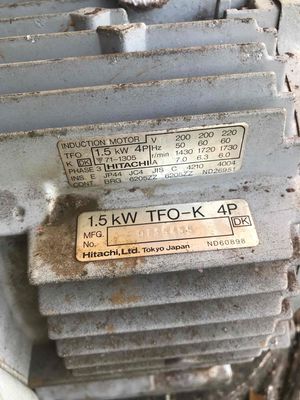 INDUCTION MOTOR V 200 200 220
TFO 1.5 kW 4P Hz 50 60 60
K DK 71-1305 r/min 1430 1720 1730
PHASE 3 HITACHI A 7.0 6.3 6.0
INS. E JP44 JC4 JIS C 4210 4004
CONT. BRG 6205ZZ 6205ZZ ND26951
1.5 kW TFO-K 4P
MFG. No. DK
Hitachi, Ltd. Tokyo Japan ND60898